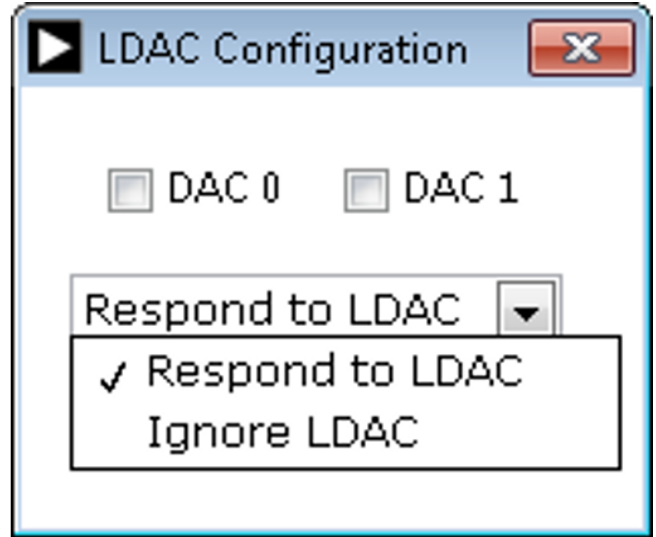 LDAC Configuration
DAC 0 DAC 1
Respond to LDAC
✓ Respond to LDAC
Ignore LDAC